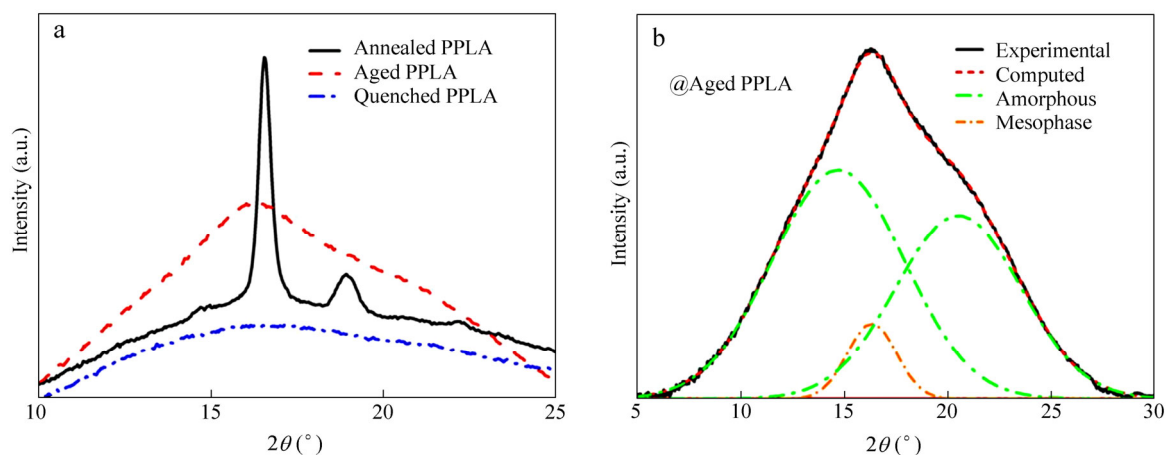 a
Annealed PPLA
Aged PPLA
Quenched PPLA
Intensity (a.u.)
10
15
20
25
2θ (°)
b
@Aged PPLA
Experimental
Computed
Amorphous
Mesophase
Intensity (a.u.)
5
10
15
20
25
30
2θ (°)